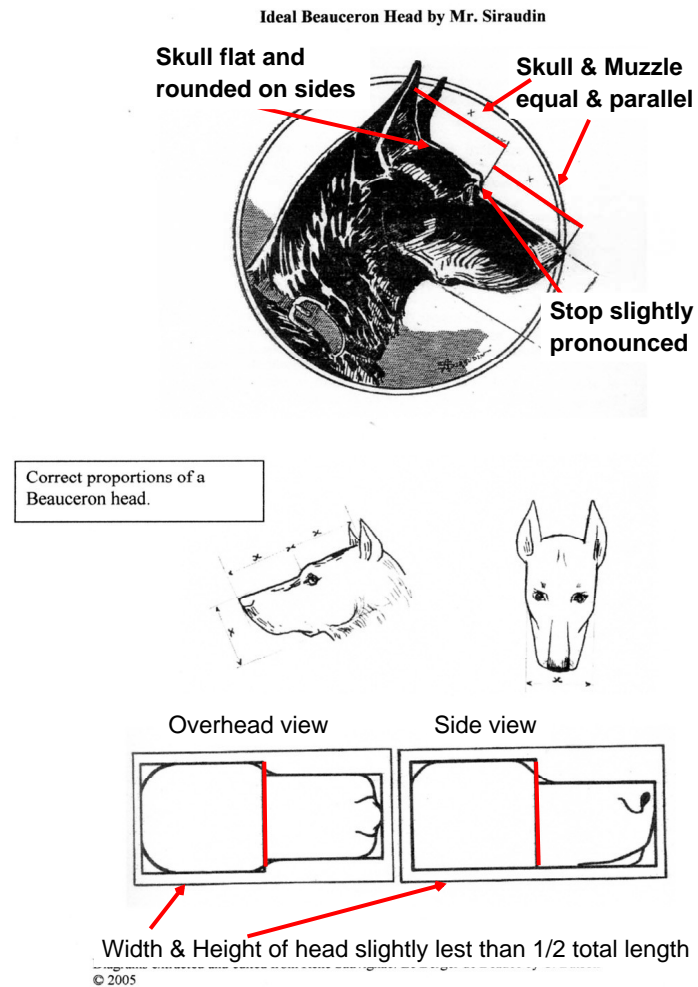 Ideal Beauceron Head by Mr. Siraudin
Skull flat and
rounded on sides
Skull & Muzzle
equal & parallel
Stop slightly
pronounced
Correct proportions of a
Beauceron head.
x
x
x
x
Overhead view
Side view
Width & Height of head slightly lest than 1/2 total length
© 2005